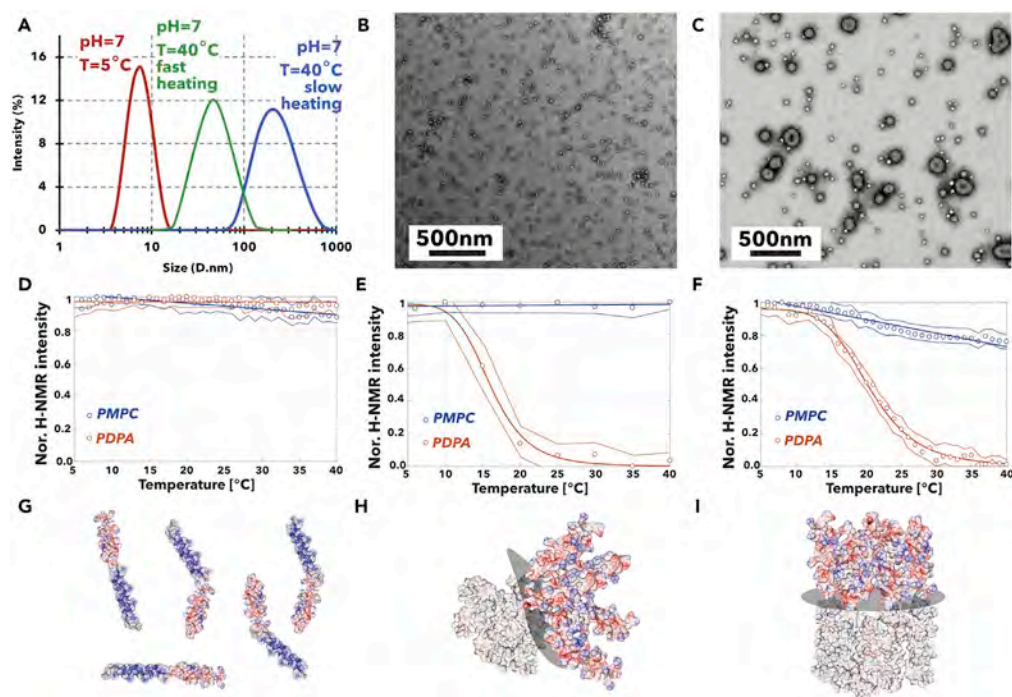 A
pH=7
T=5°C
pH=7
T=40°C
fast
heating
pH=7
T=40°C
slow
heating
16
12
8
4
0
Intensity (%)
1
10
100
1000
Size (D.nm)
B
500nm
C
500nm
D
1
0.8
0.6
0.4
0.2
0.0
Nor. H-NMR intensity
PMPC
PDPA
5
10
15
20
25
30
35
40
Temperature [°C]
E
1
0.8
0.6
0.4
0.2
0.0
Nor. H-NMR intensity
PMPC
PDPA
5
10
15
20
25
30
35
40
Temperature [°C]
F
1
0.8
0.6
0.4
0.2
0.0
Nor. H-NMR intensity
PMPC
PDPA
5
10
15
20
25
30
35
40
Temperature [°C]
G
H
I